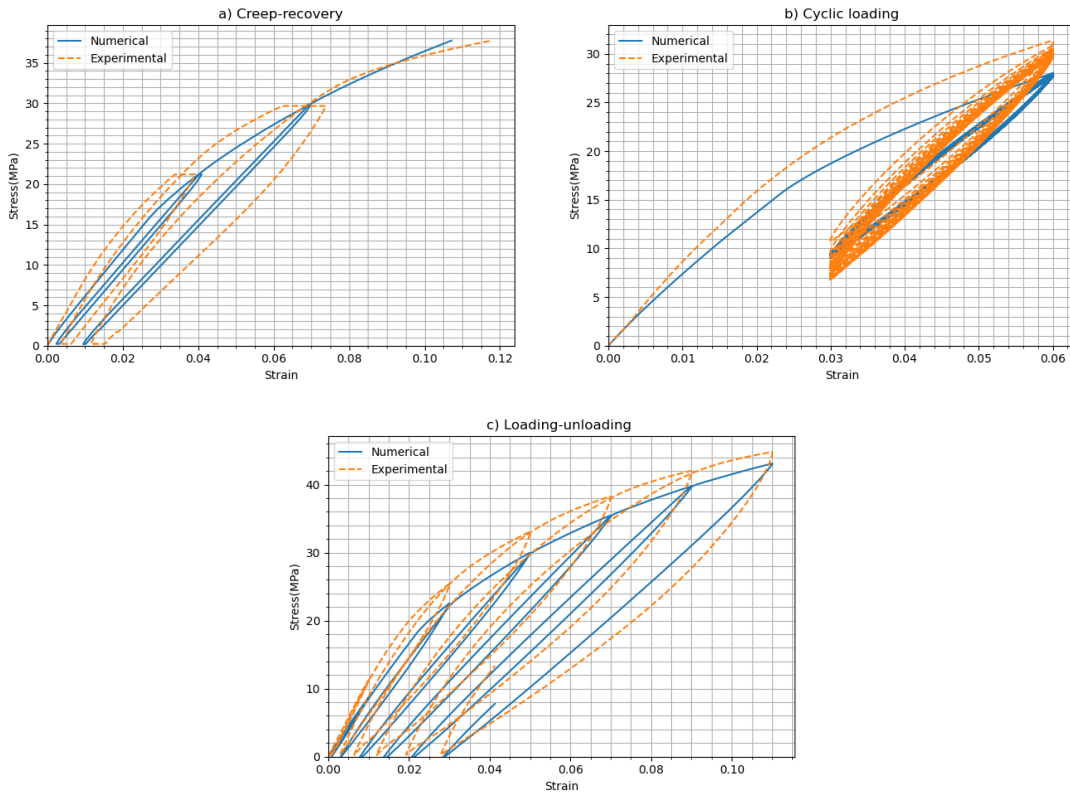 a) Creep-recovery
Numerical
Experimental
Stress(MPa)
35
30
25
20
15
10
5
0
0.00 0.02 0.04 0.06 0.08 0.10 0.12
Strain
b) Cyclic loading
Numerical
Experimental
Stress(MPa)
30
25
20
15
10
5
0
0.00 0.01 0.02 0.03 0.04 0.05 0.06
Strain
c) Loading-unloading
Numerical
Experimental
Stress(MPa)
40
30
20
10
0
0.00 0.02 0.04 0.06 0.08 0.10
Strain